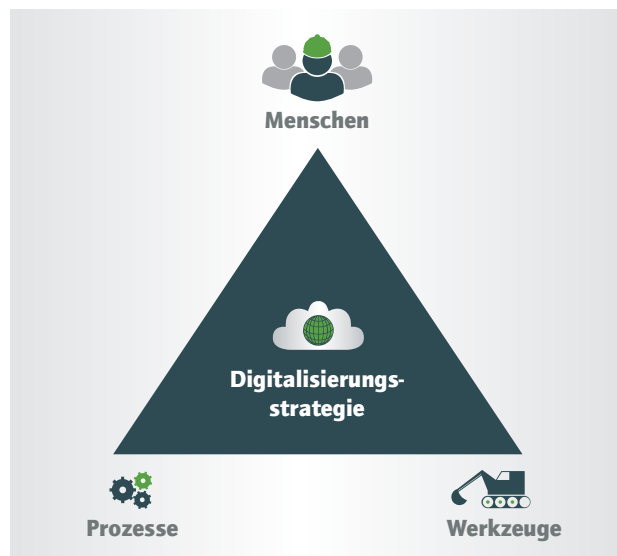 Menschen
Digitalisierungs-
strategie
Prozesse
Werkzeuge